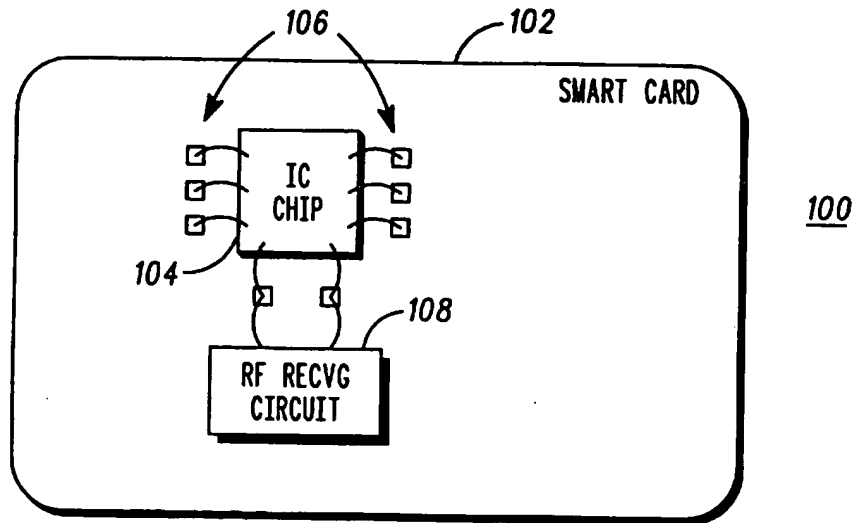 106
102
SMART CARD
IC
CHIP
100
104
108
RF RECVG
CIRCUIT